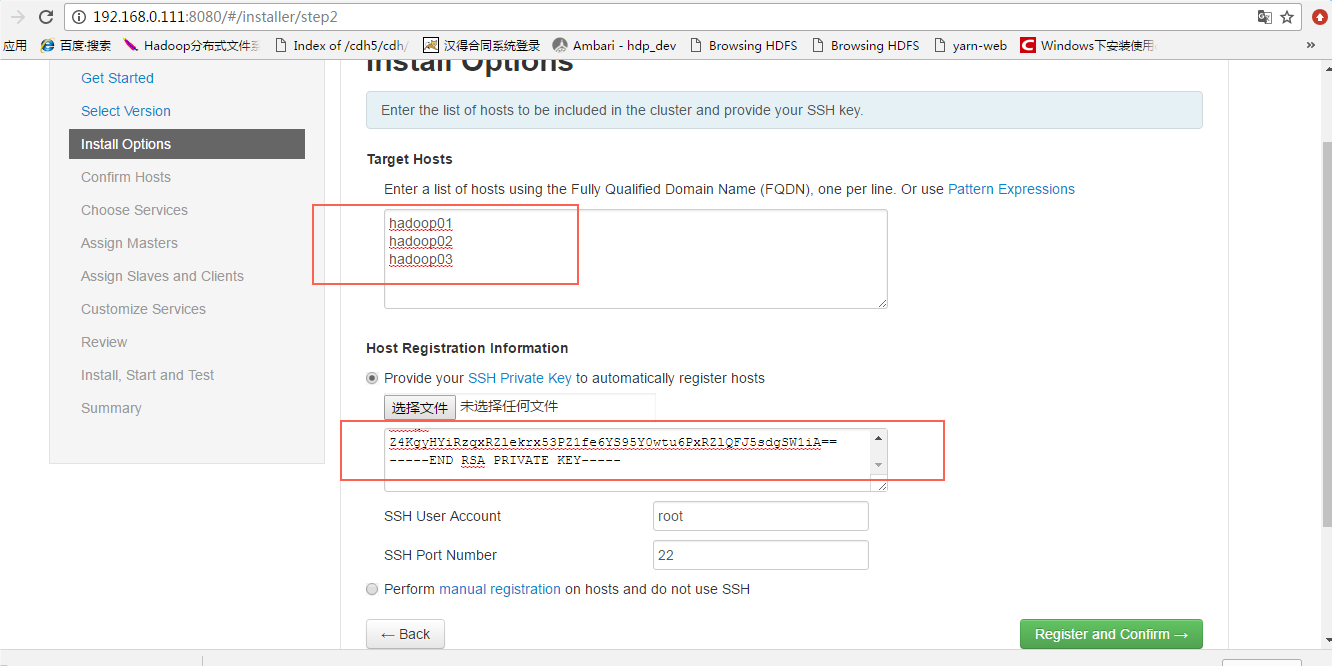 192.168.0.111:8080/#/installer/step2
应用 百度-搜索 Hadoop分布式文件系 Index of /cdh5/cdh/ 汉得合同系统登录 Ambari - hdp_dev Browsing HDFS Browsing HDFS yarn-web Windows下安装使用 »
Install Options
Get Started
Select Version
Install Options
Confirm Hosts
Choose Services
Assign Masters
Assign Slaves and Clients
Customize Services
Review
Install, Start and Test
Summary
Enter the list of hosts to be included in the cluster and provide your SSH key.
Target Hosts
Enter a list of hosts using the Fully Qualified Domain Name (FQDN), one per line. Or use Pattern Expressions
hadoop01
hadoop02
hadoop03
Host Registration Information
Provide your SSH Private Key to automatically register hosts
选择文件 未选择任何文件
Z4KgyHYiRzqxRZlekrx53PZ1fe6YS95Y0wtu6PxRZlQFJ5sdgSW1iA==
-----END RSA PRIVATE KEY-----
SSH User Account root
SSH Port Number 22
Perform manual registration on hosts and do not use SSH
← Back
Register and Confirm →